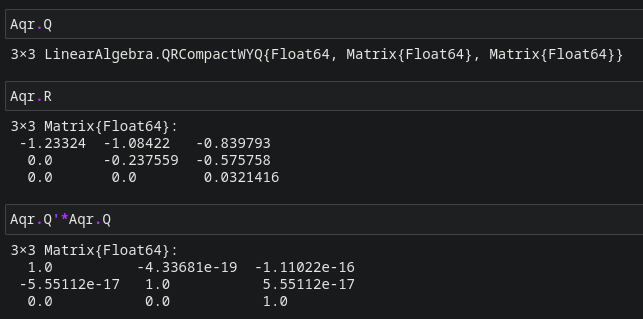 Aqr.Q
3×3 LinearAlgebra.QRCompactWYQ{Float64, Matrix{Float64}, Matrix{Float64}}
Aqr.R
3×3 Matrix{Float64}:
 -1.23324  -1.08422   -0.839793
  0.0      -0.237559  -0.575758
  0.0       0.0        0.0321416
Aqr.Q'*Aqr.Q
3×3 Matrix{Float64}:
  1.0          -4.33681e-19  -1.11022e-16
 -5.55112e-17   1.0           5.55112e-17
  0.0           0.0           1.0